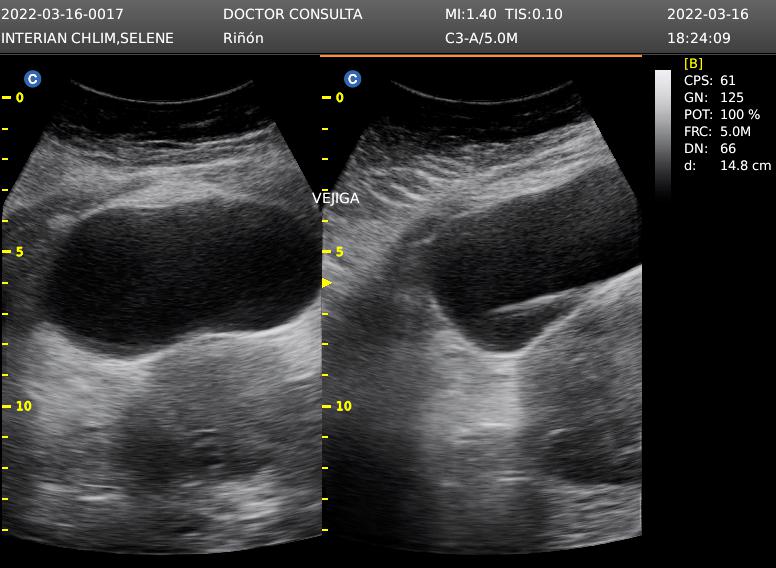 2022-03-16-0017 DOCTOR CONSULTA MI:1.40 TIS:0.10 2022-03-16
INTERIAN CHLIM,SELENE Riñón C3-A/5.0M 18:24:09
[B]
C C
CPS: 61
0 0
GN: 125
POT: 100 %
FRC: 5.0M
DN: 66
d: 14.8 cm
VEJIGA
5 5
10 10